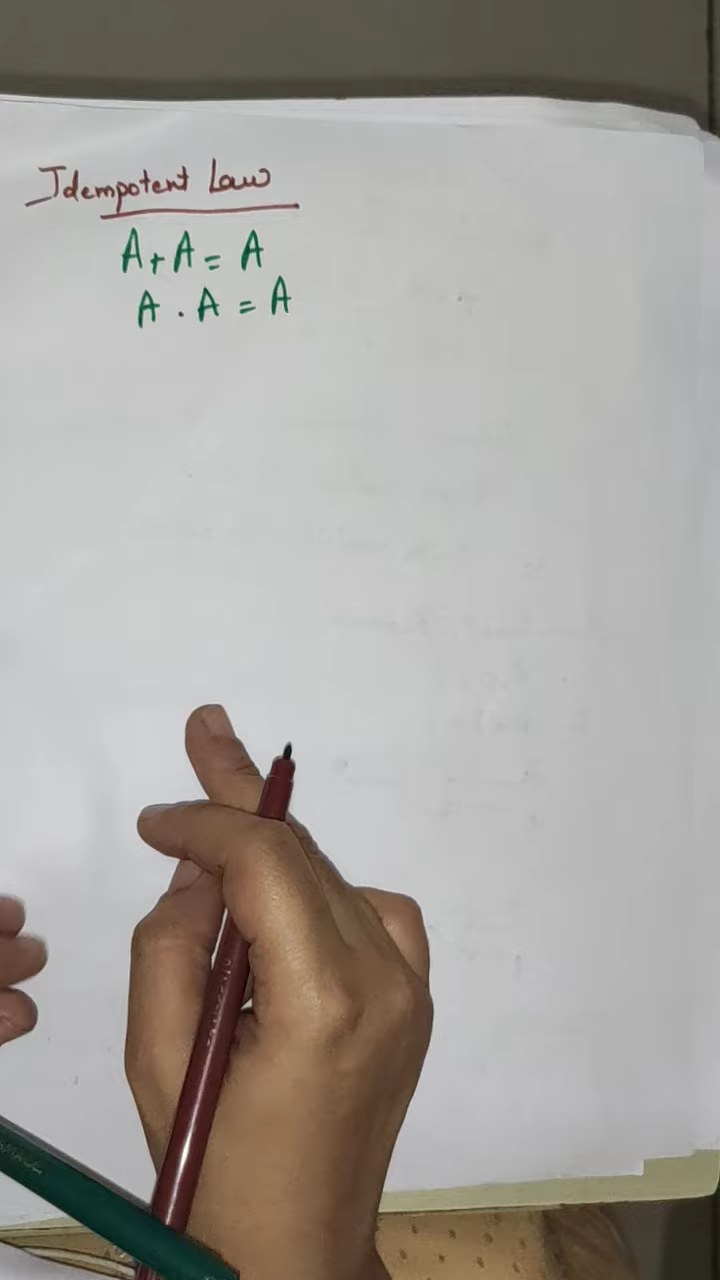 Idempotent Law
A+A = A
A . A = A